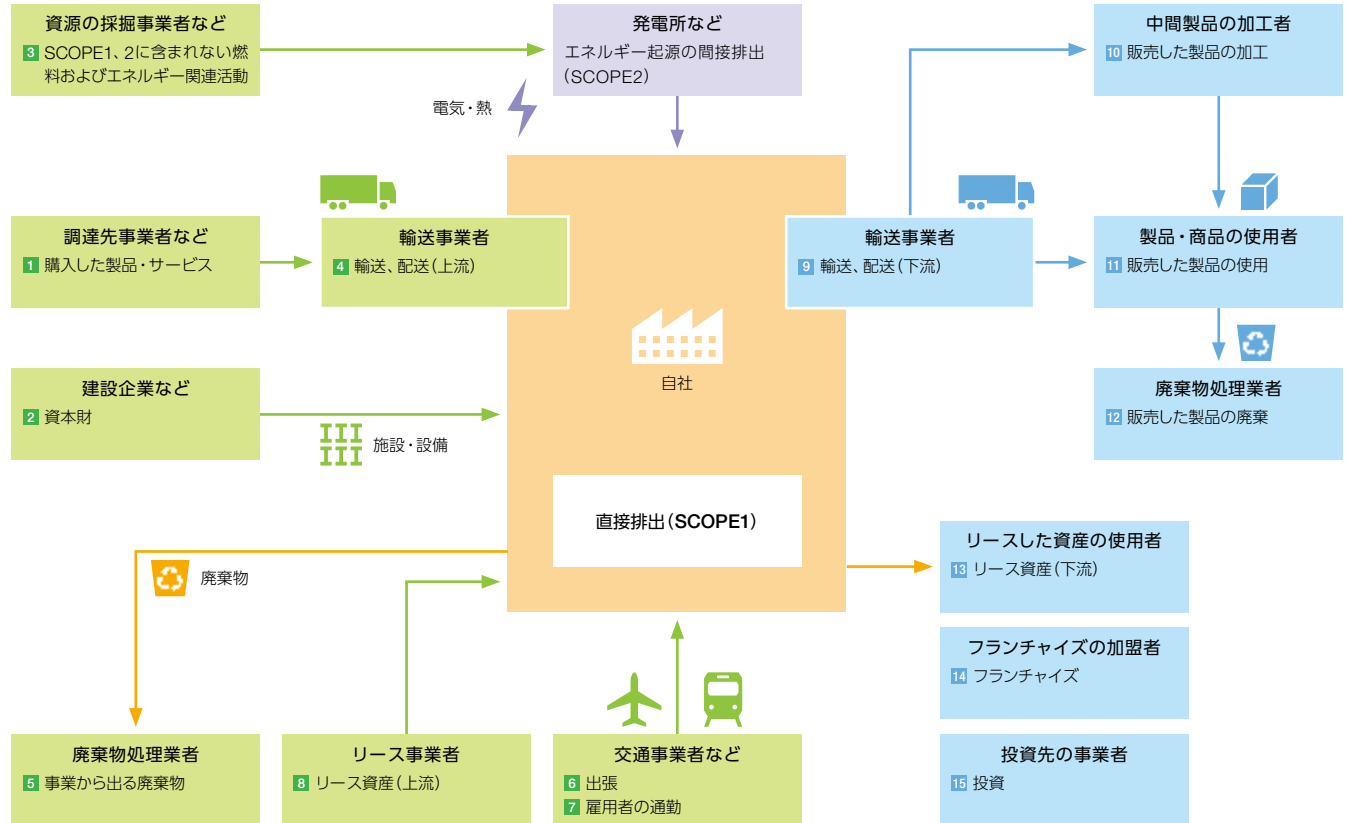 資源の採掘事業者など
3 SCOPE1、2に含まれない燃
料およびエネルギー関連活動
発電所など
エネルギー起源の間接排出
（SCOPE2）
中間製品の加工者
10 販売した製品の加工
電気・熱
調達先事業者など
1 購入した製品・サービス
輸送事業者
4 輸送、配送（上流）
輸送事業者
9 輸送、配送（下流）
製品・商品の使用者
11 販売した製品の使用
自社
建設企業など
2 資本財
施設・設備
廃棄物処理業者
12 販売した製品の廃棄
直接排出（SCOPE1）
リースした資産の使用者
13 リース資産（下流）
廃棄物
フランチャイズの加盟者
14 フランチャイズ
廃棄物処理業者
5 事業から出る廃棄物
リース事業者
8 リース資産（上流）
交通事業者など
6 出張
7 雇用者の通勤
投資先の事業者
15 投資